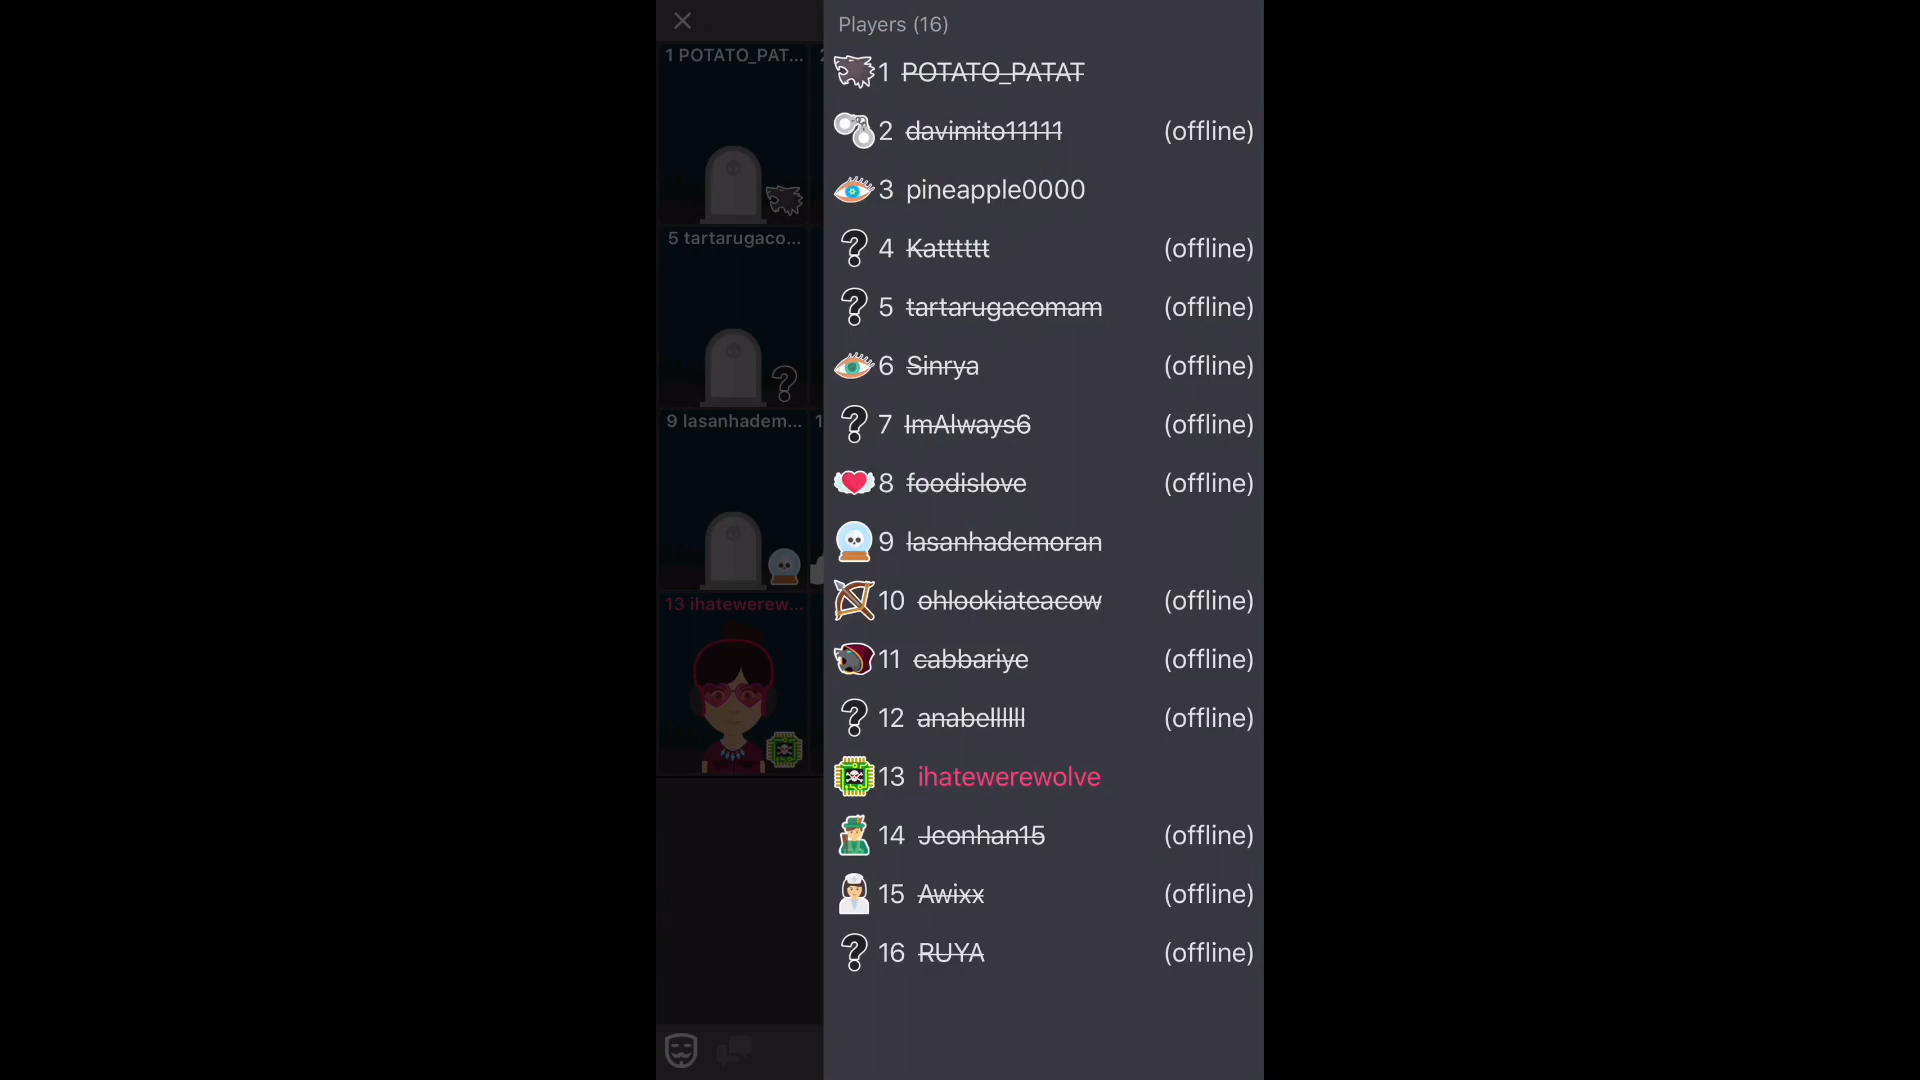 Players (16)
1 POTATO_PAT...
1 POTATO_PATAT
2 davimito11111 (offline)
3 pineapple0000
5 tartarugaco...
4 Katttttt (offline)
5 tartarugacomam (offline)
6 Sinrya (offline)
9 lasanhadem...
7 ImAlways6 (offline)
8 foodislove (offline)
9 lasanhademoran
13 ihatewerew...
10 ohlookiateacow (offline)
11 cabbariye (offline)
12 anabellllll (offline)
13 ihatewerewolve
14 Jeonhan15 (offline)
15 Awixx (offline)
16 RUYA (offline)